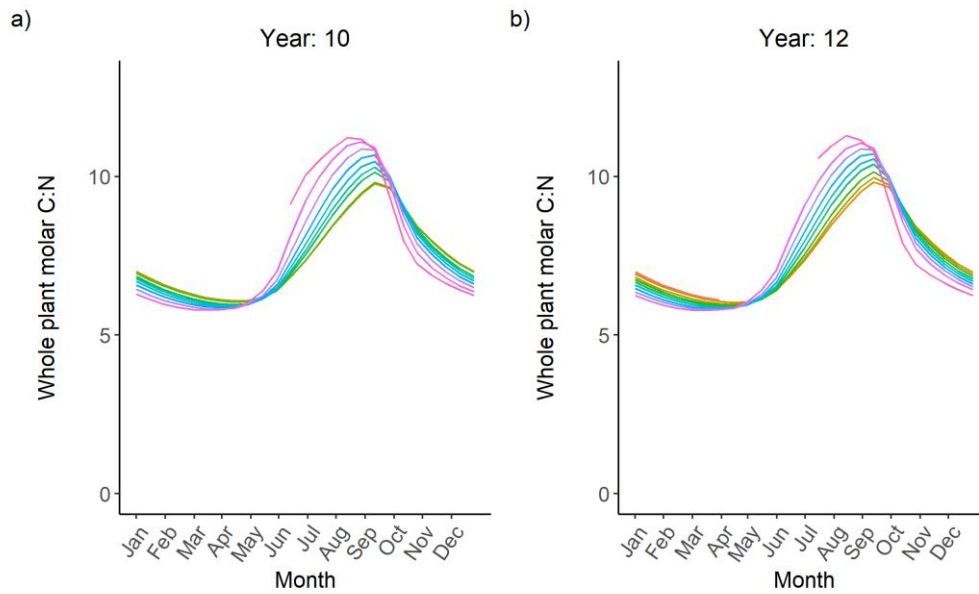 a)
Year: 10
Whole plant molar C:N
10
5
0
Jan
Feb
Mar
Apr
May
Jun
Jul
Aug
Sep
Oct
Nov
Dec
Month
b)
Year: 12
Whole plant molar C:N
10
5
0
Jan
Feb
Mar
Apr
May
Jun
Jul
Aug
Sep
Oct
Nov
Dec
Month